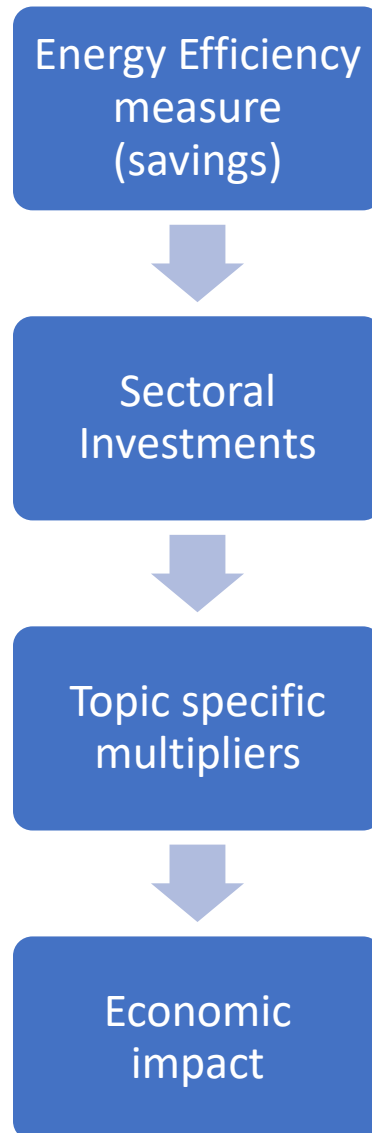 Energy Efficiency
measure
(savings)
Sectoral
Investments
Topic specific
multipliers
Economic
impact